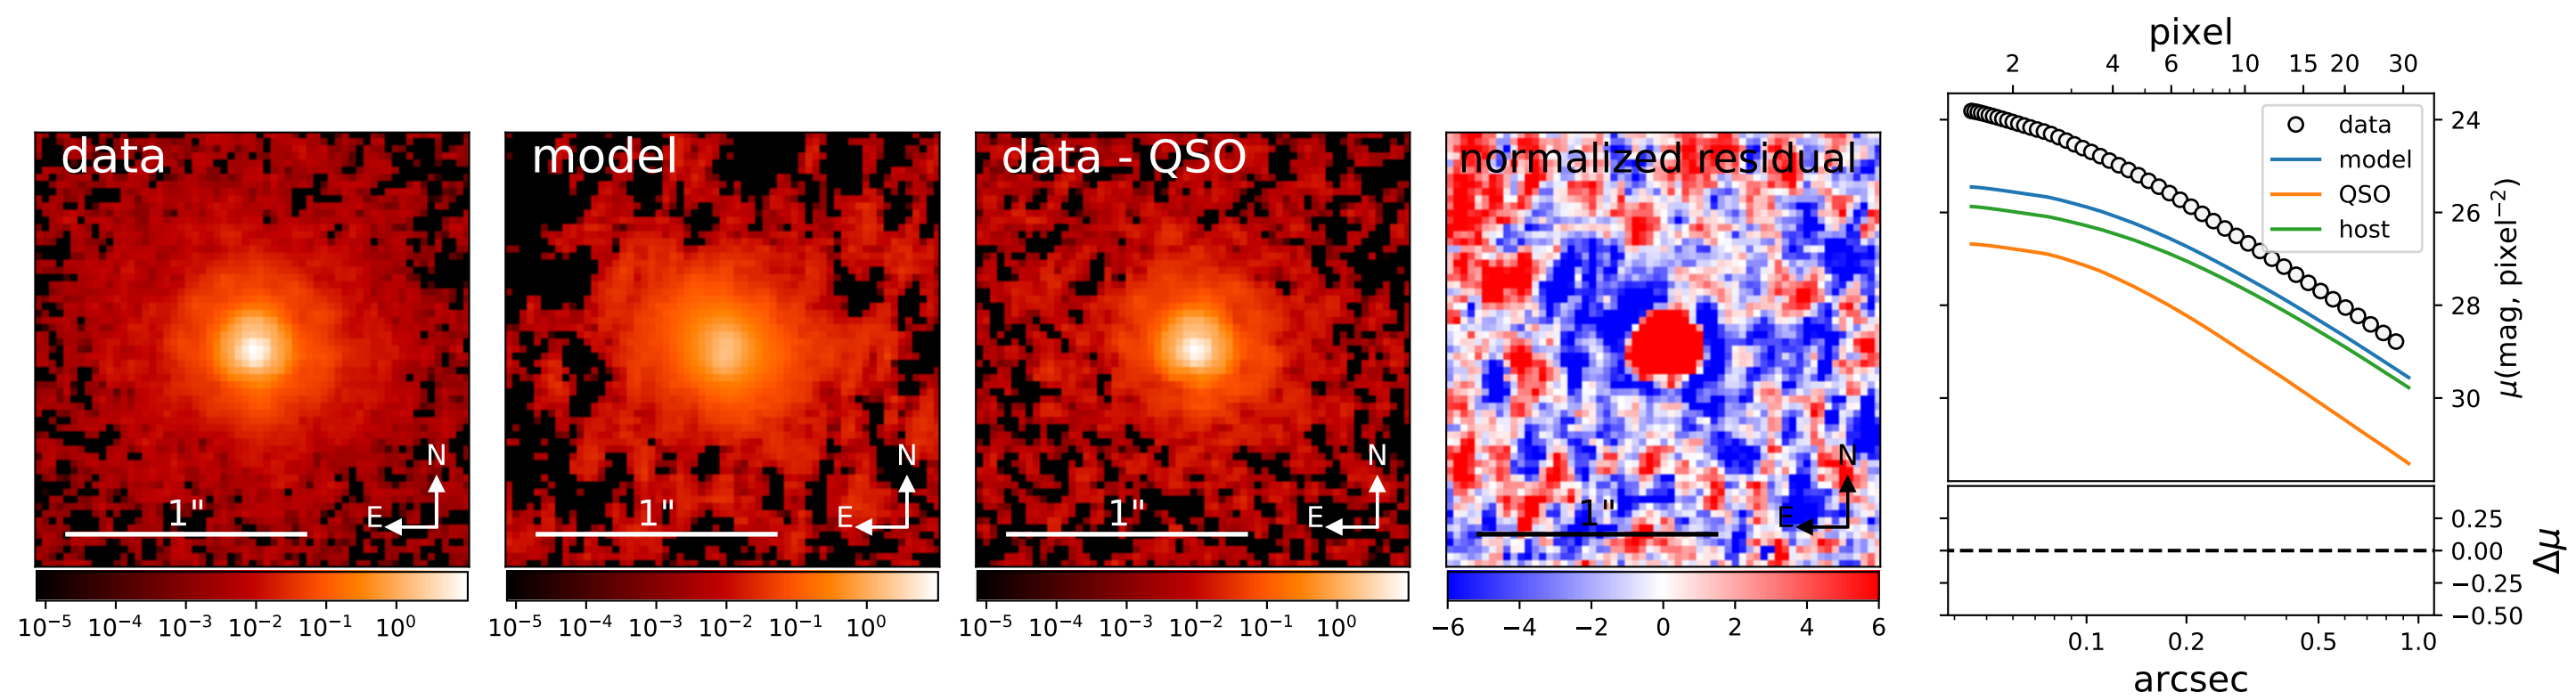 data
1"
N
E
10⁻⁵ 10⁻⁴ 10⁻³ 10⁻² 10⁻¹ 10⁰
model
1"
N
E
10⁻⁵ 10⁻⁴ 10⁻³ 10⁻² 10⁻¹ 10⁰
data - QSO
1"
N
E
10⁻⁵ 10⁻⁴ 10⁻³ 10⁻² 10⁻¹ 10⁰
normalized residual
1"
N
E
−6 −4 −2 0 2 4 6
pixel
2 4 6 10 15 20 30
data
model
QSO
host
24
26
28
30
μ(mag, pixel⁻²)
0.25
0.00
−0.25
−0.50
Δμ
0.1 0.2 0.5 1.0
arcsec